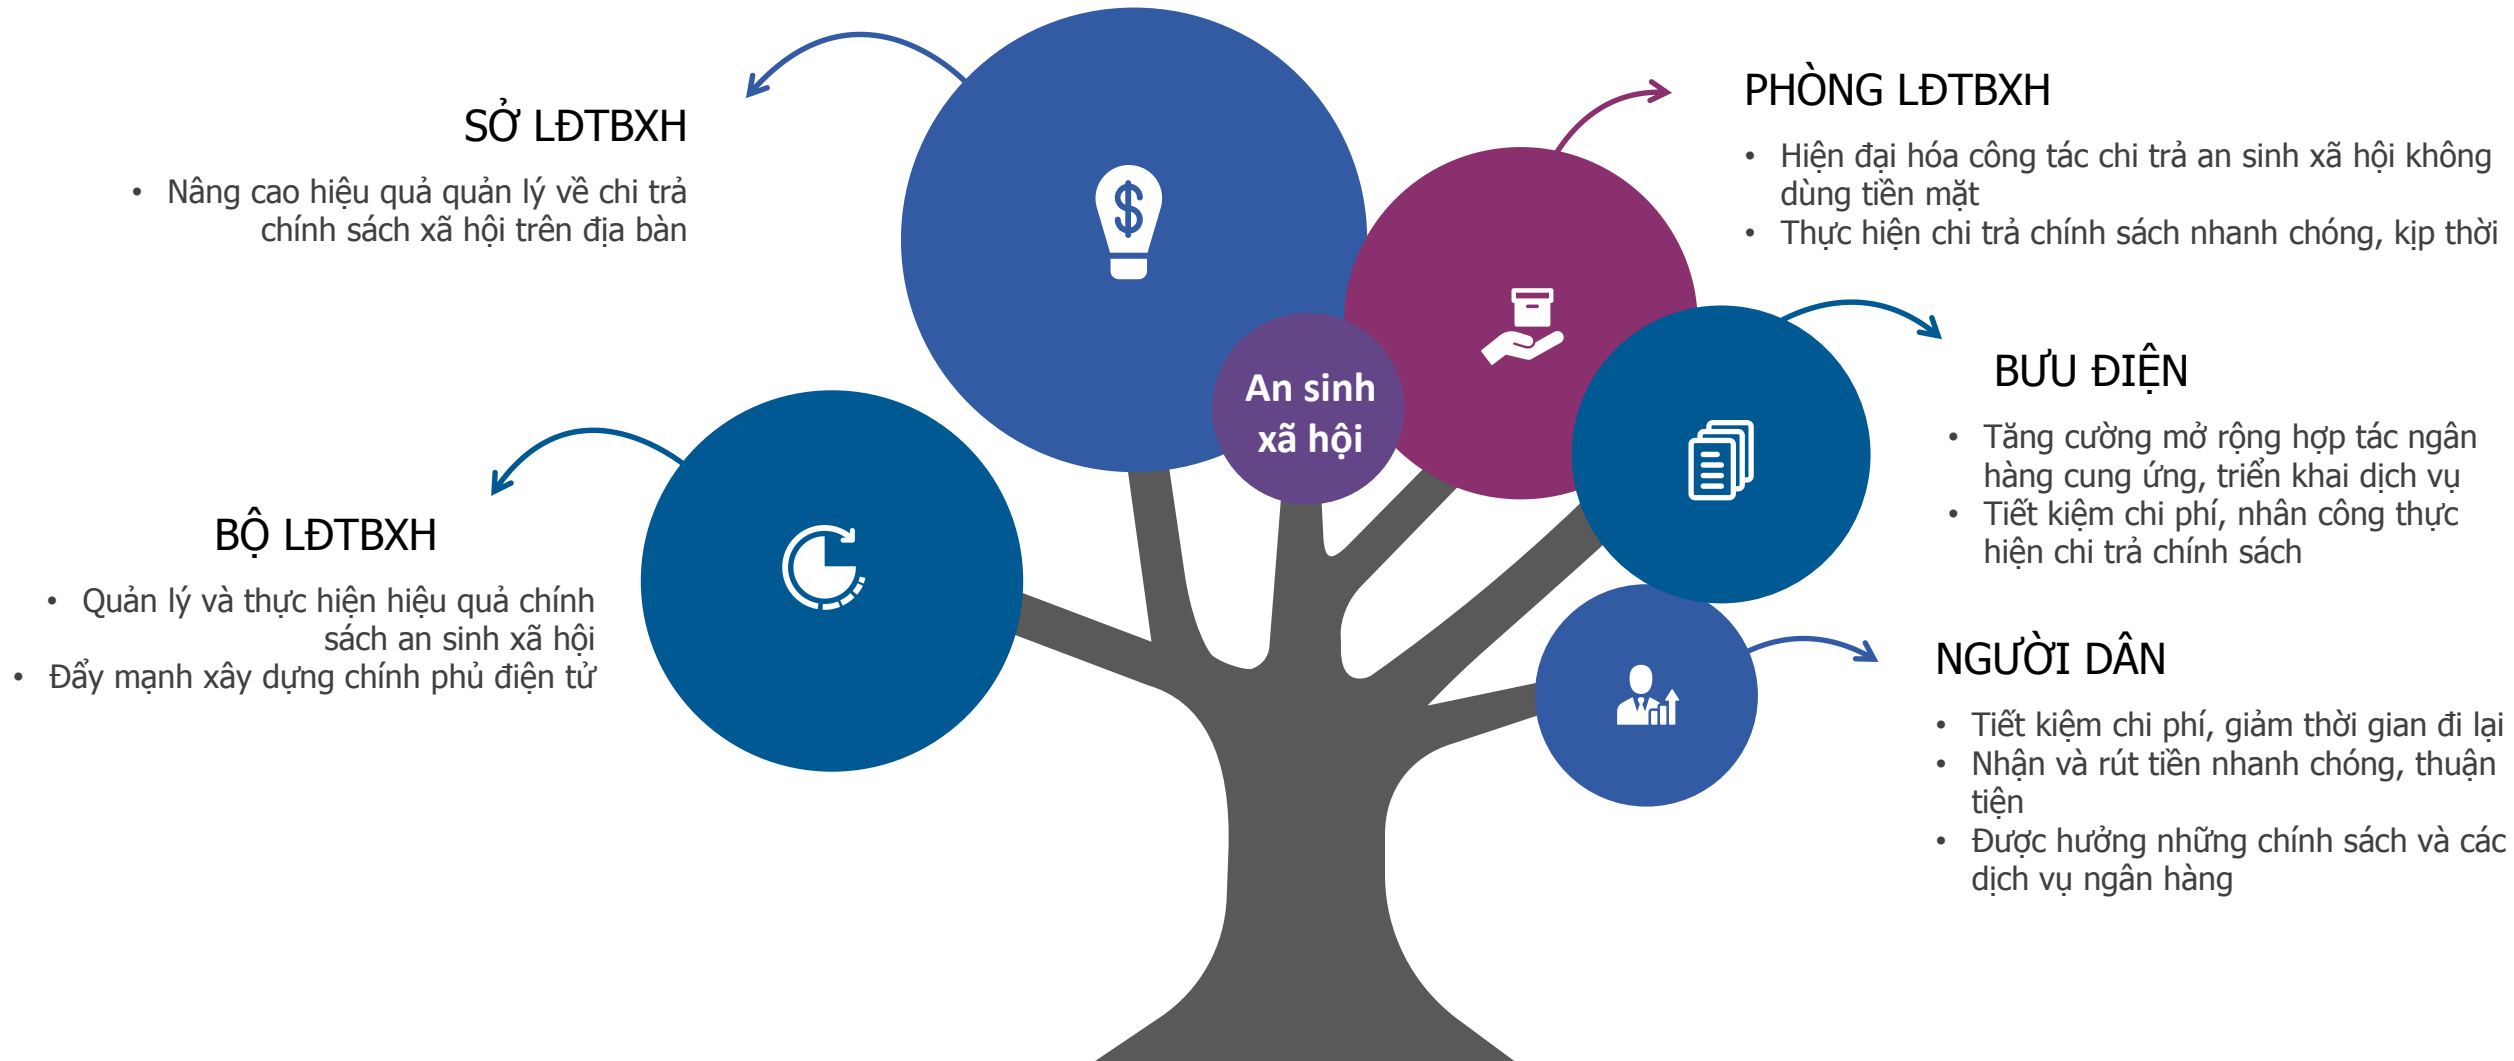 SỞ LĐTBXH
• Nâng cao hiệu quả quản lý về chi trả
chính sách xã hội trên địa bàn
BỘ LĐTBXH
• Quản lý và thực hiện hiệu quả chính
sách an sinh xã hội
• Đẩy mạnh xây dựng chính phủ điện tử
An sinh
xã hội
PHÒNG LĐTBXH
• Hiện đại hóa công tác chi trả an sinh xã hội không
dùng tiền mặt
• Thực hiện chi trả chính sách nhanh chóng, kịp thời
BƯU ĐIỆN
• Tăng cường mở rộng hợp tác ngân
hàng cung ứng, triển khai dịch vụ
• Tiết kiệm chi phí, nhân công thực
hiện chi trả chính sách
NGƯỜI DÂN
• Tiết kiệm chi phí, giảm thời gian đi lại
• Nhận và rút tiền nhanh chóng, thuận
tiện
• Được hưởng những chính sách và các
dịch vụ ngân hàng